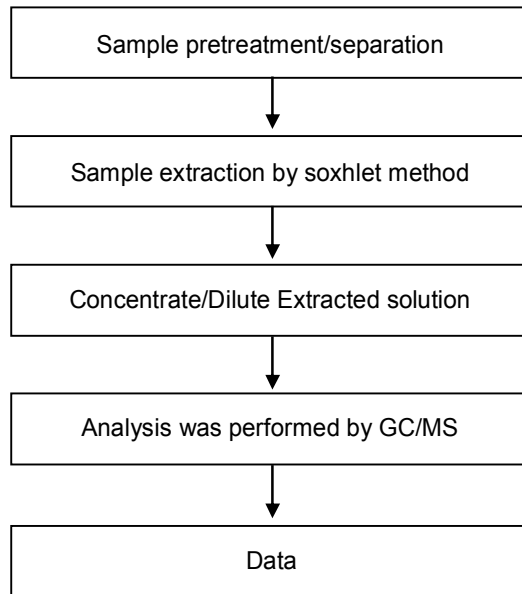 Sample pretreatment/separation
Sample extraction by soxhlet method
Concentrate/Dilute Extracted solution
Analysis was performed by GC/MS
Data